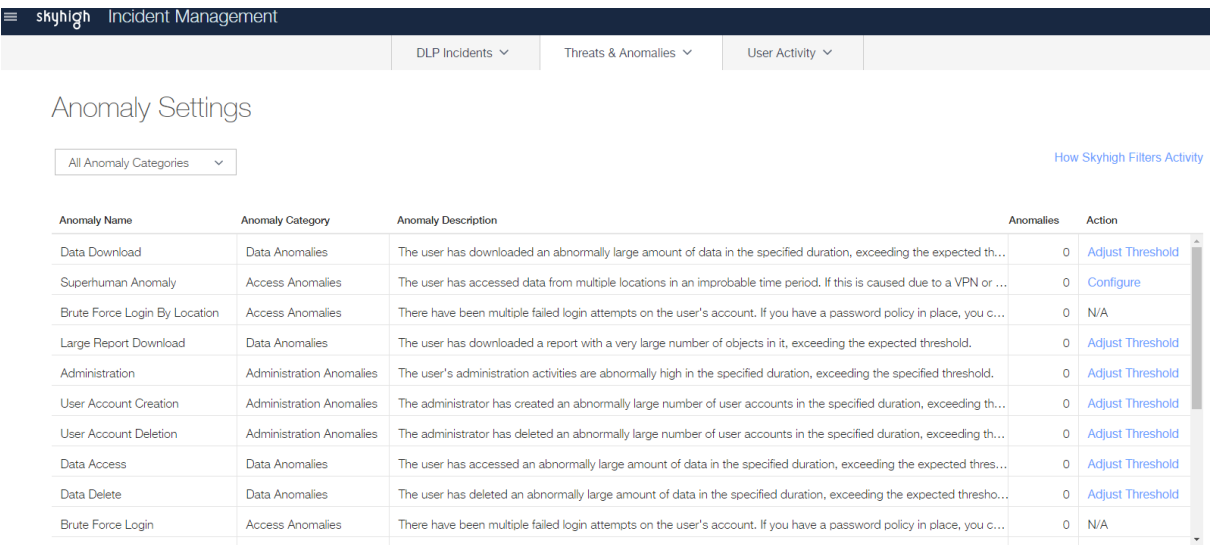 skyhigh Incident Management
DLP Incidents Threats & Anomalies User Activity
Anomaly Settings
All Anomaly Categories How Skyhigh Filters Activity
Anomaly Name Anomaly Category Anomaly Description Anomalies Action
Data Download Data Anomalies The user has downloaded an abnormally large amount of data in the specified duration, exceeding the expected th... 0 Adjust Threshold
Superhuman Anomaly Access Anomalies The user has accessed data from multiple locations in an improbable time period. If this is caused due to a VPN or ... 0 Configure
Brute Force Login By Location Access Anomalies There have been multiple failed login attempts on the user's account. If you have a password policy in place, you c... 0 N/A
Large Report Download Data Anomalies The user has downloaded a report with a very large number of objects in it, exceeding the expected threshold. 0 Adjust Threshold
Administration Administration Anomalies The user's administration activities are abnormally high in the specified duration, exceeding the specified threshold. 0 Adjust Threshold
User Account Creation Administration Anomalies The administrator has created an abnormally large number of user accounts in the specified duration, exceeding th... 0 Adjust Threshold
User Account Deletion Administration Anomalies The administrator has deleted an abnormally large number of user accounts in the specified duration, exceeding th... 0 Adjust Threshold
Data Access Data Anomalies The user has accessed an abnormally large amount of data in the specified duration, exceeding the expected thres... 0 Adjust Threshold
Data Delete Data Anomalies The user has deleted an abnormally large amount of data in the specified duration, exceeding the expected thresho... 0 Adjust Threshold
Brute Force Login Access Anomalies There have been multiple failed login attempts on the user's account. If you have a password policy in place, you c... 0 N/A